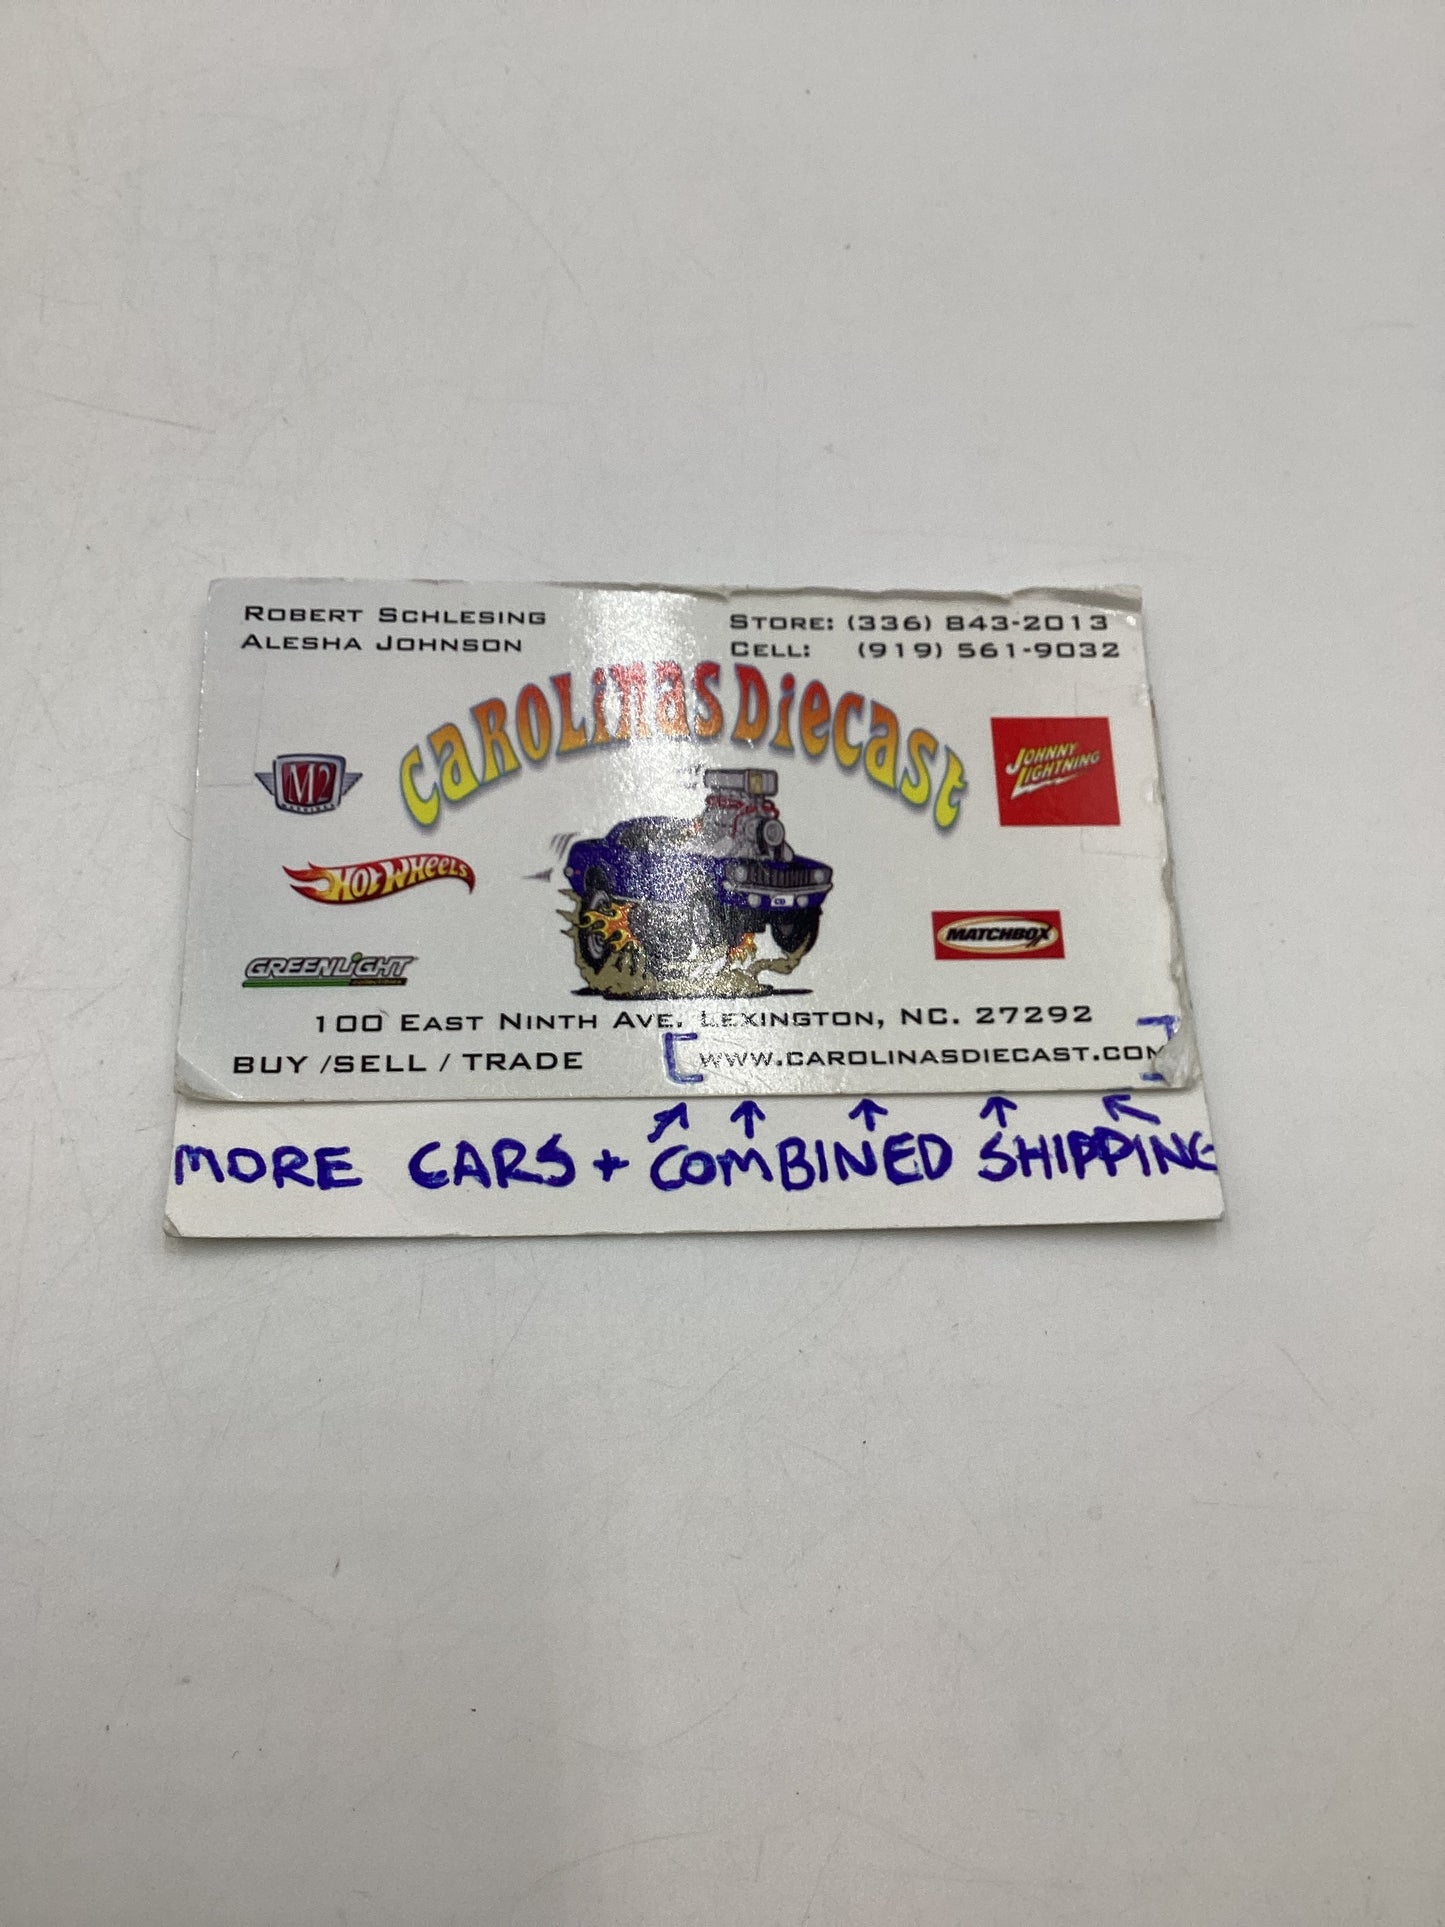 ROBERT SCHLESING
ALESHA JOHNSON
STORE: (336) 843-2013
CELL: (919) 561-9032
CAROLINAS DIECAST
M2
MACHINES
JOHNNY
LIGHTNING
HOT WHEELS
MATCHBOX
GREENLIGHT
CD
100 EAST NINTH AVE. LEXINGTON, NC. 27292
BUY /SELL / TRADE
[WWW.CAROLINASDIECAST.COM]
MORE CARS + COMBINED SHIPPING